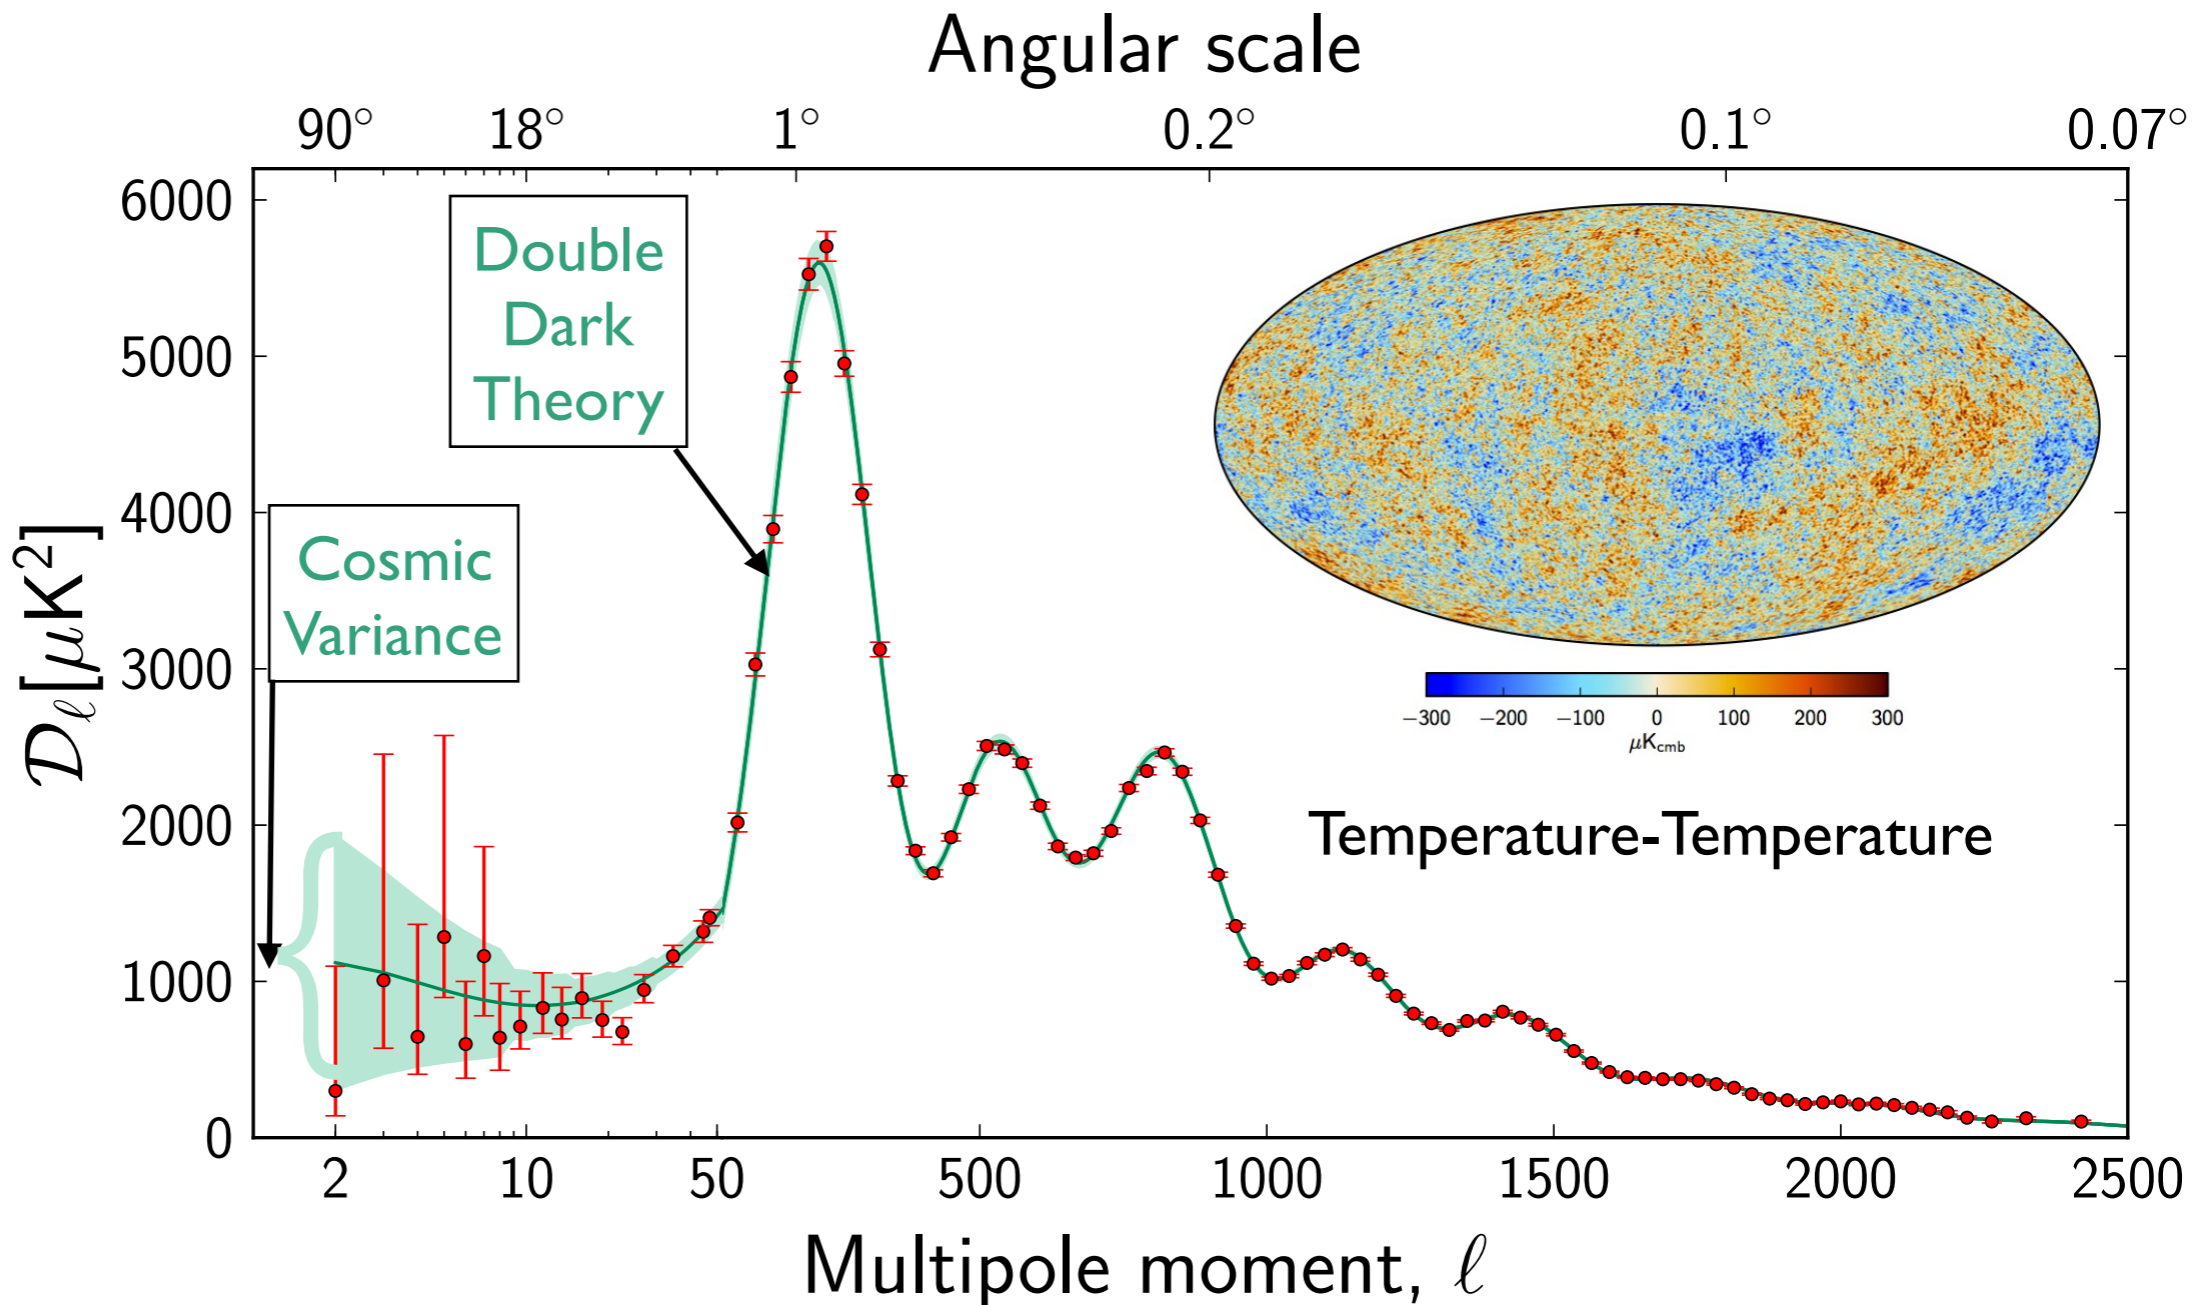 Angular scale
90° 18° 1° 0.2° 0.1° 0.07°
6000
5000
4000
3000
2000
1000
0
𝒟ℓ[μK²]
Double
Dark
Theory
Cosmic
Variance
−300 −200 −100 0 100 200 300
μK_cmb
Temperature-Temperature
2 10 50 500 1000 1500 2000 2500
Multipole moment, ℓ